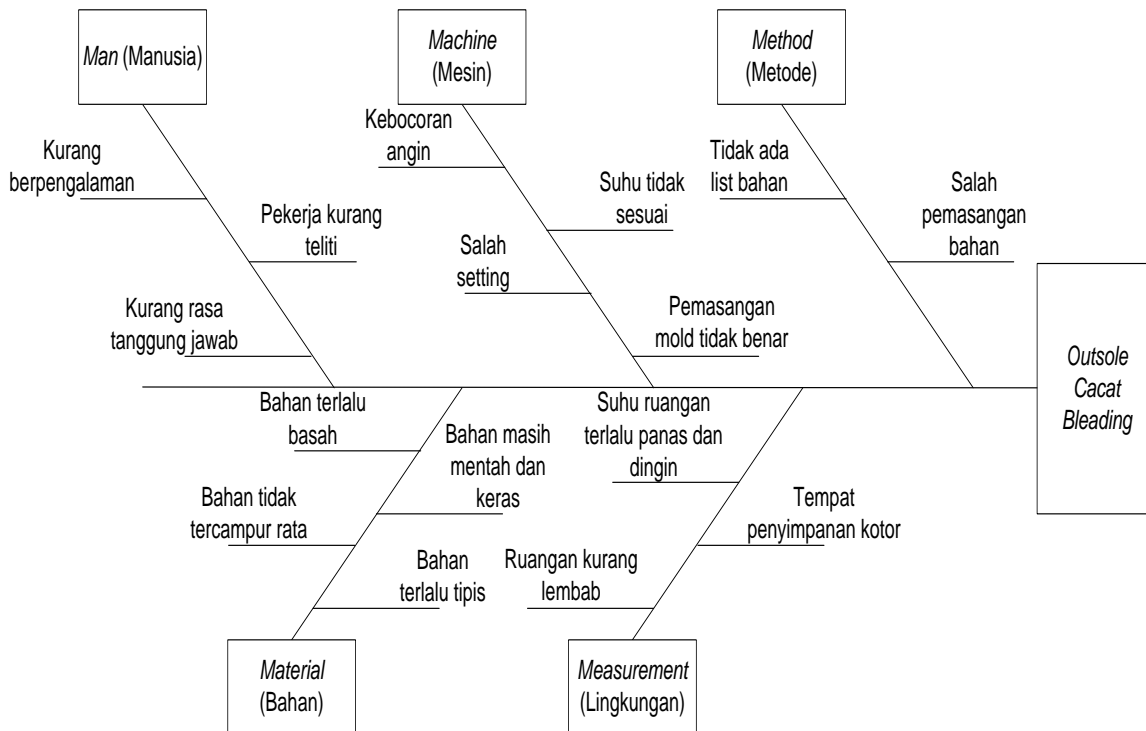 Man (Manusia)
Machine
(Mesin)
Method
(Metode)
Kurang
berpengalaman
Pekerja kurang
teliti
Kurang rasa
tanggung jawab
Kebocoran
angin
Suhu tidak
sesuai
Salah
setting
Pemasangan
mold tidak benar
Tidak ada
list bahan
Salah
pemasangan
bahan
Outsole
Cacat
Bleading
Bahan terlalu
basah
Bahan masih
mentah dan
keras
Bahan tidak
tercampur rata
Bahan
terlalu tipis
Suhu ruangan
terlalu panas dan
dingin
Tempat
penyimpanan kotor
Ruangan kurang
lembab
Material
(Bahan)
Measurement
(Lingkungan)